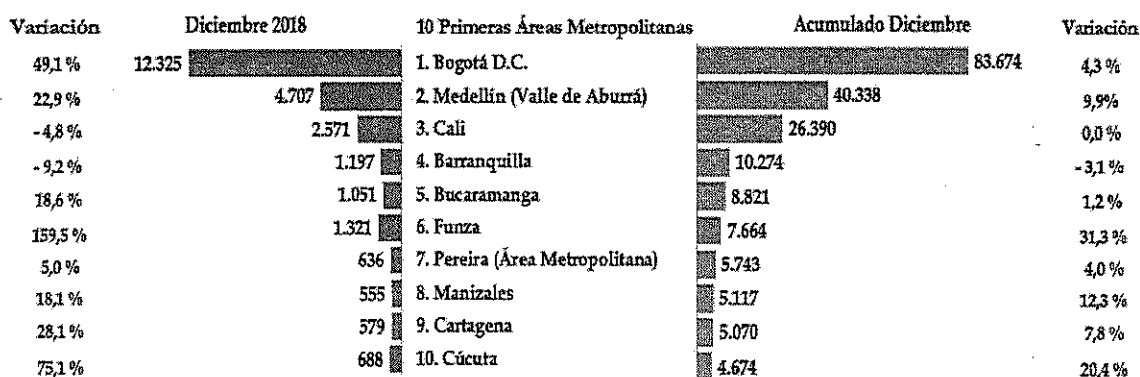 Variación Diciembre 2018 10 Primeras Áreas Metropolitanas Acumulado Diciembre Variación
49,1 % 12.325 1. Bogotá D.C. 83.674 4,3 %
22,9 % 4.707 2. Medellín (Valle de Aburrá) 40.338 9,9%
- 4,8 % 2.571 3. Cali 26.390 0,0 %
- 9,2 % 1.197 4. Barranquilla 10.274 - 3,1 %
18,6 % 1.051 5. Bucaramanga 8.821 1,2 %
159,5 % 1.321 6. Funza 7.664 31,3 %
5,0 % 636 7. Pereira (Área Metropolitana) 5.743 4,0 %
18,1 % 555 8. Manizales 5.117 12,3 %
28,1 % 579 9. Cartagena 5.070 7,8 %
75,1 % 688 10. Cúcuta 4.674 20,4 %